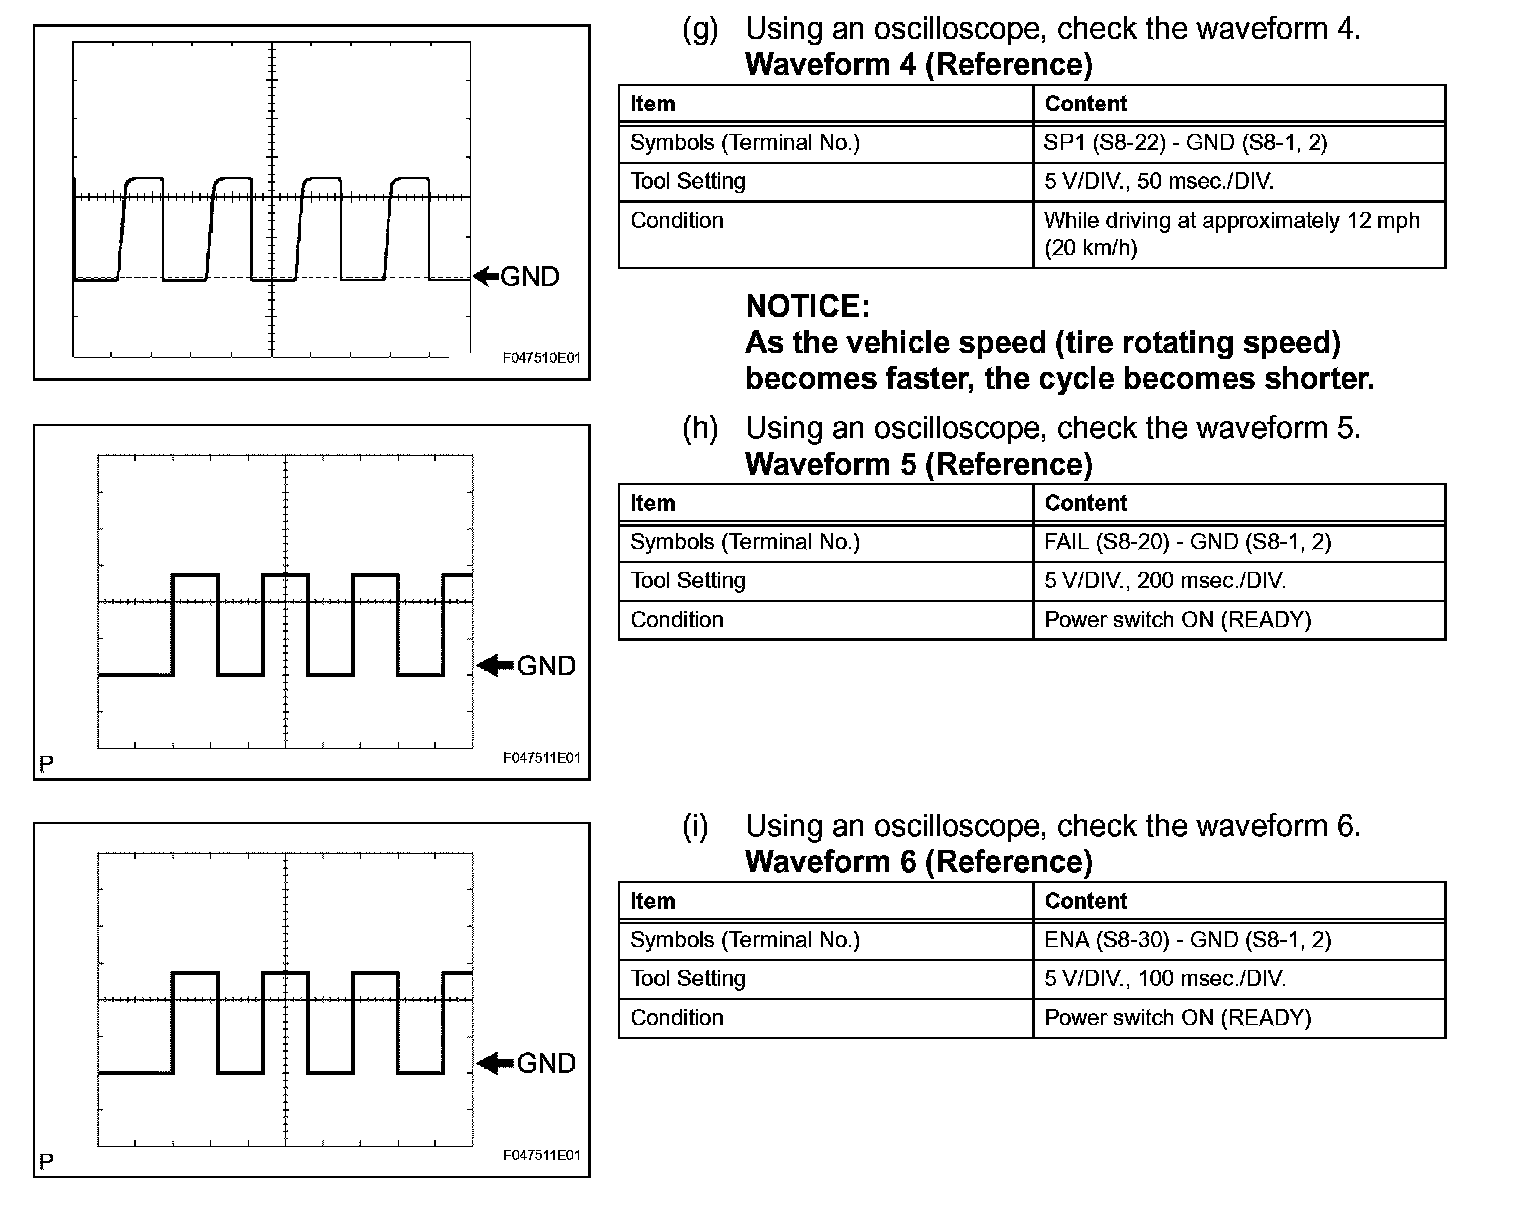 (g) Using an oscilloscope, check the waveform 4.
Waveform 4 (Reference)
Item Content
Symbols (Terminal No.) SP1 (S8-22) - GND (S8-1, 2)
Tool Setting 5 V/DIV., 50 msec./DIV.
Condition While driving at approximately 12 mph
(20 km/h)
GND
F047510E01
NOTICE:
As the vehicle speed (tire rotating speed)
becomes faster, the cycle becomes shorter.
(h) Using an oscilloscope, check the waveform 5.
Waveform 5 (Reference)
Item Content
Symbols (Terminal No.) FAIL (S8-20) - GND (S8-1, 2)
Tool Setting 5 V/DIV., 200 msec./DIV.
Condition Power switch ON (READY)
GND
P F047511E01
(i) Using an oscilloscope, check the waveform 6.
Waveform 6 (Reference)
Item Content
Symbols (Terminal No.) ENA (S8-30) - GND (S8-1, 2)
Tool Setting 5 V/DIV., 100 msec./DIV.
Condition Power switch ON (READY)
GND
P F047511E01